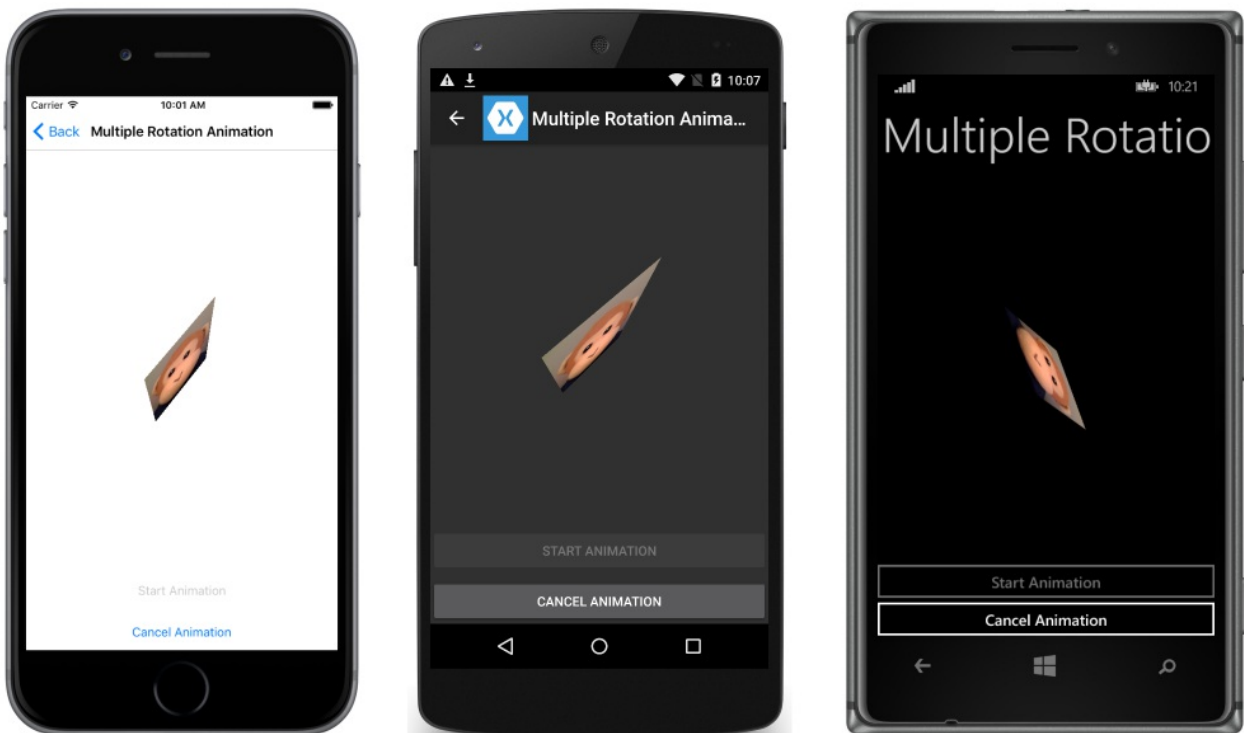 Carrier 10:01 AM
Back Multiple Rotation Animation
Start Animation
Cancel Animation
10:07
Multiple Rotation Anima...
START ANIMATION
CANCEL ANIMATION
10:21
Multiple Rotatio
Start Animation
Cancel Animation